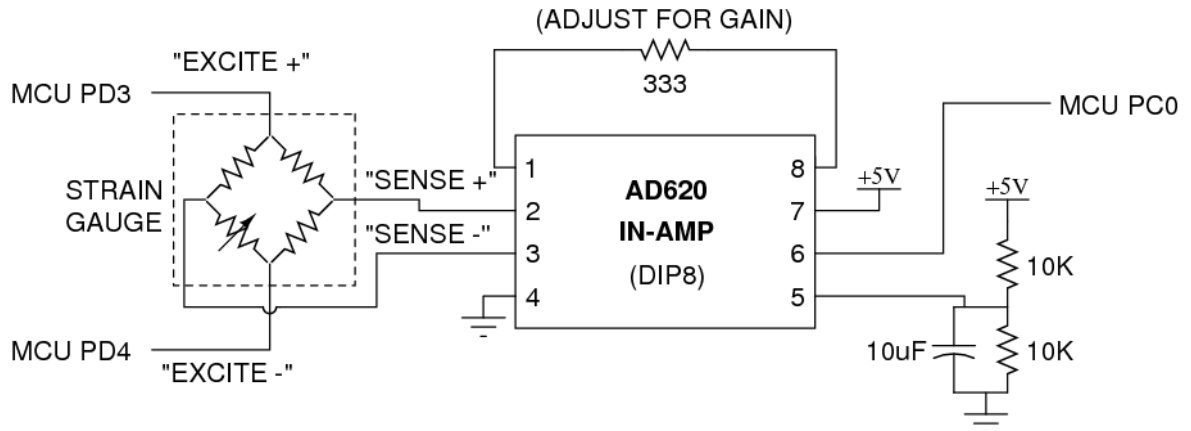 (ADJUST FOR GAIN)
333
"EXCITE +"
MCU PD3
MCU PC0
STRAIN
GAUGE
"SENSE +"
"SENSE -"
1
2
3
4
AD620
IN-AMP
(DIP8)
8
7
6
5
+5V
+5V
10K
10uF
10K
MCU PD4
"EXCITE -"